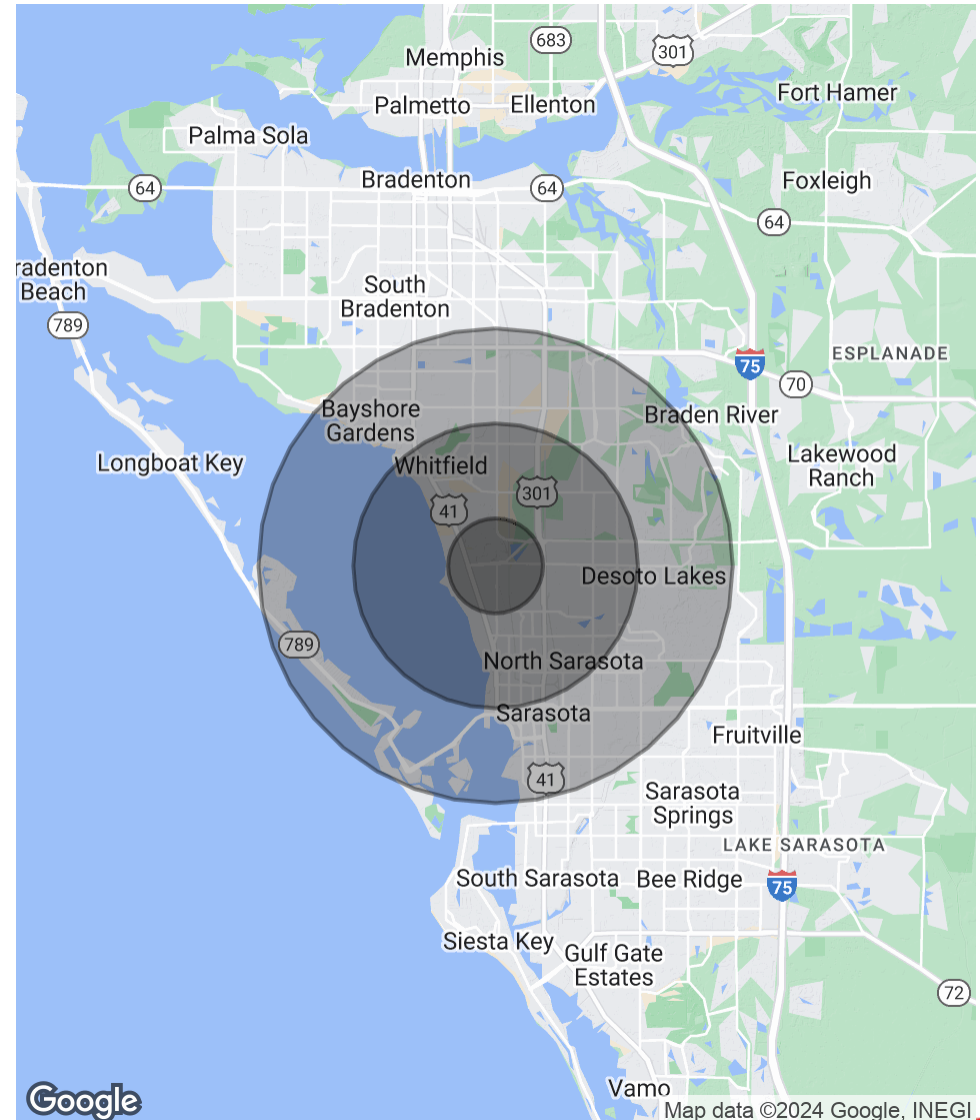 683
301
Memphis
Fort Hamer
Palmetto
Ellenton
Palma Sola
Bradenton
64
64
Foxleigh
64
radenton
Beach
South
Bradenton
789
ESPLANADE
75
70
Bayshore
Gardens
Braden River
Longboat Key
Whitfield
Lakewood
Ranch
301
41
Desoto Lakes
789
North Sarasota
Sarasota
Fruitville
41
Sarasota
Springs
LAKE SARASOTA
South Sarasota
Bee Ridge
75
Siesta Key
Gulf Gate
Estates
72
Vamo
Google
Map data ©2024 Google, INEGI